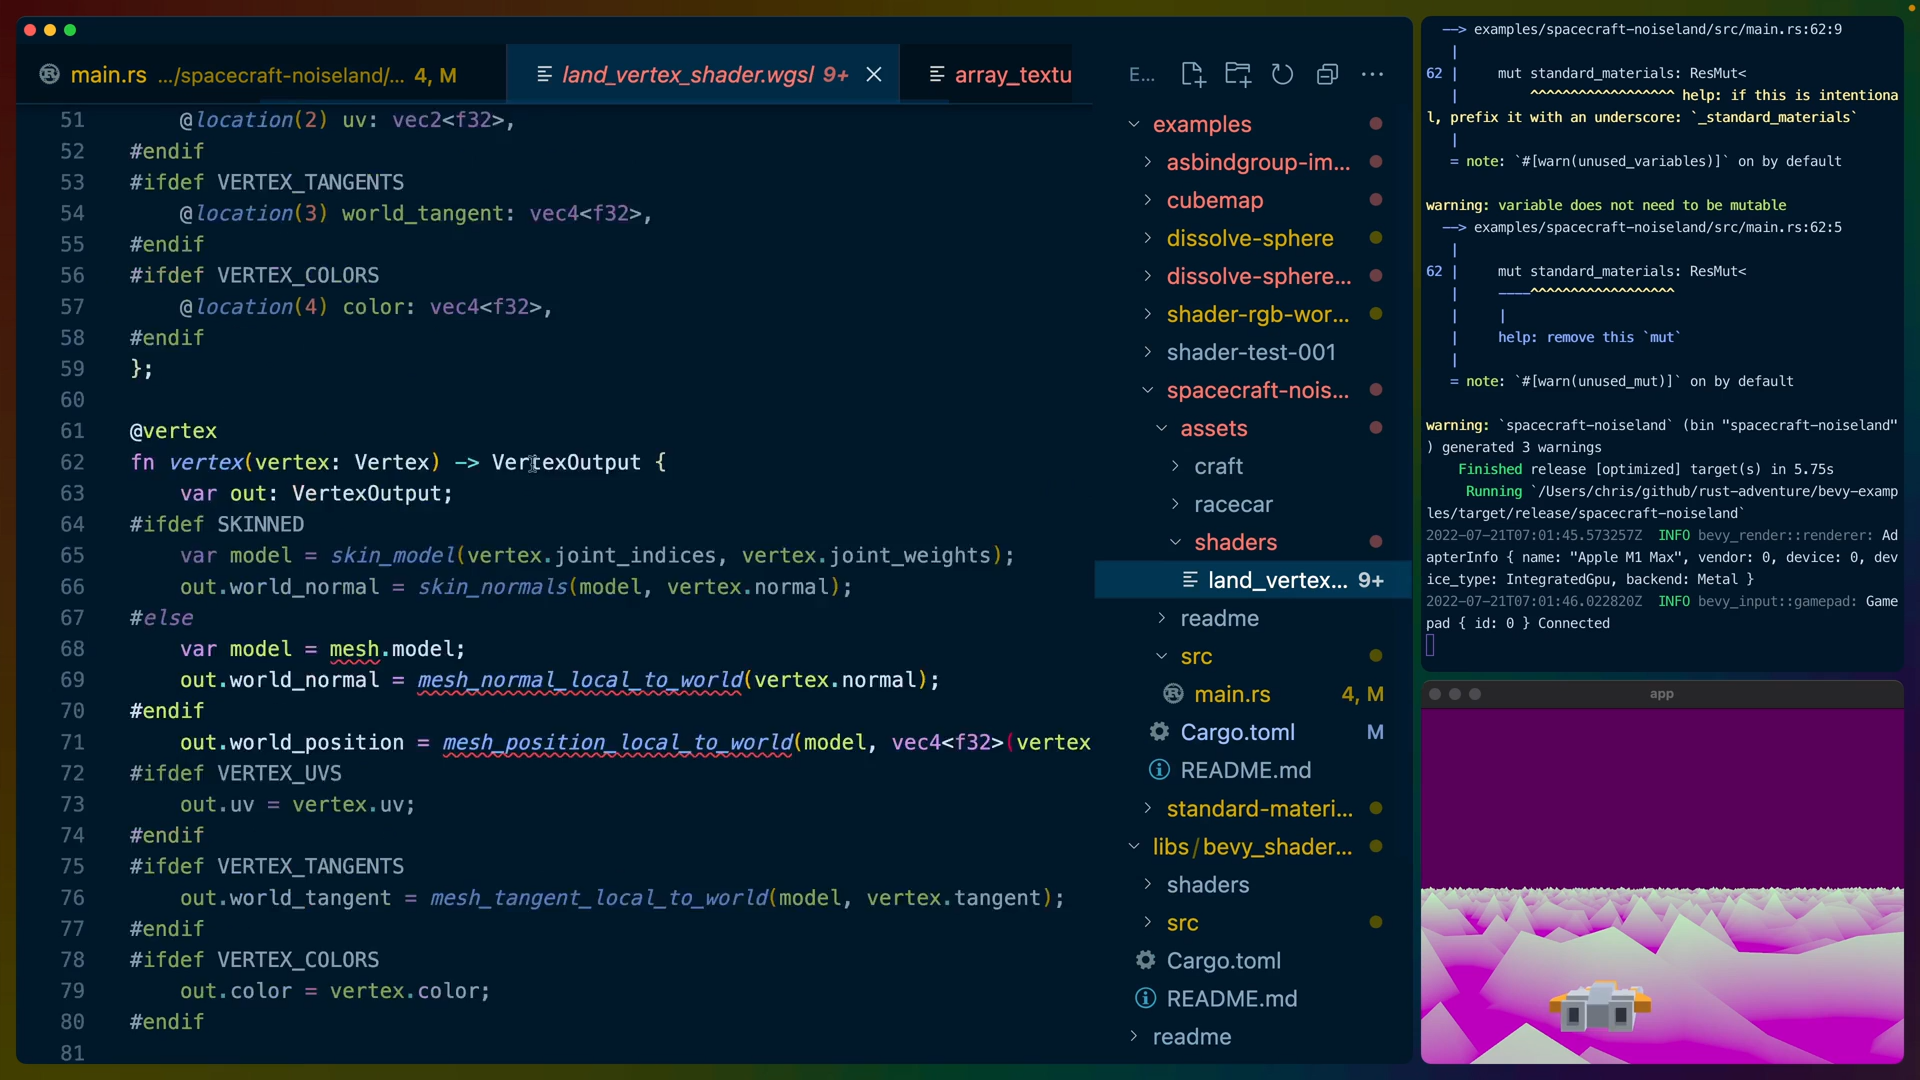 main.rs .../spacecraft-noiseland/... 4, M
land_vertex_shader.wgsl 9+
array_textu
51 @location(2) uv: vec2<f32>,
52 #endif
53 #ifdef VERTEX_TANGENTS
54 @location(3) world_tangent: vec4<f32>,
55 #endif
56 #ifdef VERTEX_COLORS
57 @location(4) color: vec4<f32>,
58 #endif
59 };
60
61 @vertex
62 fn vertex(vertex: Vertex) -> VertexOutput {
63 var out: VertexOutput;
64 #ifdef SKINNED
65 var model = skin_model(vertex.joint_indices, vertex.joint_weights);
66 out.world_normal = skin_normals(model, vertex.normal);
67 #else
68 var model = mesh.model;
69 out.world_normal = mesh_normal_local_to_world(vertex.normal);
70 #endif
71 out.world_position = mesh_position_local_to_world(model, vec4<f32>(vertex
72 #ifdef VERTEX_UVS
73 out.uv = vertex.uv;
74 #endif
75 #ifdef VERTEX_TANGENTS
76 out.world_tangent = mesh_tangent_local_to_world(model, vertex.tangent);
77 #endif
78 #ifdef VERTEX_COLORS
79 out.color = vertex.color;
80 #endif
81
E...
examples
asbindgroup-im...
cubemap
dissolve-sphere
dissolve-sphere...
shader-rgb-wor...
shader-test-001
spacecraft-nois...
assets
craft
racecar
shaders
land_vertex... 9+
readme
src
main.rs 4, M
Cargo.toml M
README.md
standard-materi...
libs/bevy_shader...
shaders
src
Cargo.toml
README.md
readme
--> examples/spacecraft-noiseland/src/main.rs:62:9
|
62 | mut standard_materials: ResMut<
| ^^^^^^^^^^^^^^^^^^ help: if this is intentiona
l, prefix it with an underscore: `_standard_materials`
|
= note: `#[warn(unused_variables)]` on by default
warning: variable does not need to be mutable
--> examples/spacecraft-noiseland/src/main.rs:62:5
|
62 | mut standard_materials: ResMut<
| ----^^^^^^^^^^^^^^^^^^
| |
| help: remove this `mut`
|
= note: `#[warn(unused_mut)]` on by default
warning: `spacecraft-noiseland` (bin "spacecraft-noiseland"
) generated 3 warnings
Finished release [optimized] target(s) in 5.75s
Running `/Users/chris/github/rust-adventure/bevy-examp
les/target/release/spacecraft-noiseland`
2022-07-21T07:01:45.573257Z INFO bevy_render::renderer: Ad
apterInfo { name: "Apple M1 Max", vendor: 0, device: 0, dev
ice_type: IntegratedGpu, backend: Metal }
2022-07-21T07:01:46.022820Z INFO bevy_input::gamepad: Game
pad { id: 0 } Connected
app